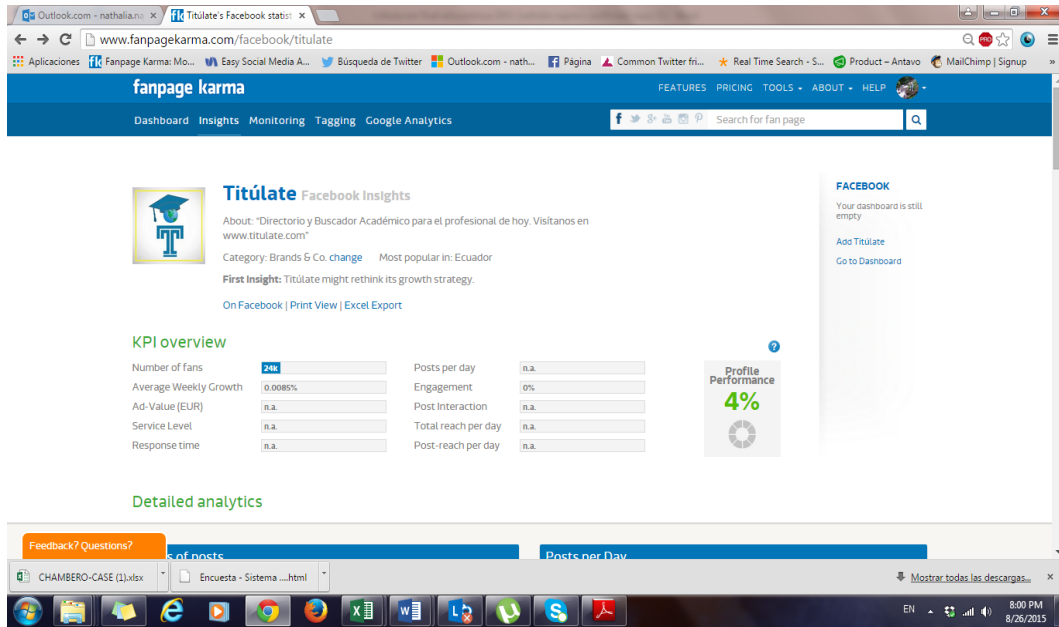 Outlook.com - nathalia.na
Titúlate's Facebook statist
www.fanpagekarma.com/facebook/titulate
Aplicaciones Fanpage Karma: Mo... Easy Social Media A... Búsqueda de Twitter Outlook.com - nath... Página Common Twitter fri... Real Time Search - S... Product – Antavo MailChimp | Signup »
fanpage karma
FEATURES PRICING TOOLS ABOUT HELP
Dashboard Insights Monitoring Tagging Google Analytics
Search for fan page
Titúlate Facebook Insights
About: "Directorio y Buscador Académico para el profesional de hoy. Visítanos en
www.titulate.com"
Category: Brands & Co. change Most popular in: Ecuador
First Insight: Titúlate might rethink its growth strategy.
On Facebook | Print View | Excel Export
FACEBOOK
Your dashboard is still
empty
Add Titúlate
Go to Dashboard
KPI overview
Number of fans 24k
Average Weekly Growth 0.0085%
Ad-Value (EUR) n.a.
Service Level n.a.
Response time n.a.
Posts per day n.a.
Engagement 0%
Post Interaction n.a.
Total reach per day n.a.
Post-reach per day n.a.
?
Profile
Performance
4%
Detailed analytics
Feedback? Questions?
s of posts
Posts per Day
CHAMBERO-CASE (1).xlsx
Encuesta - Sistema ....html
Mostrar todas las descargas...
EN
8:00 PM
8/26/2015